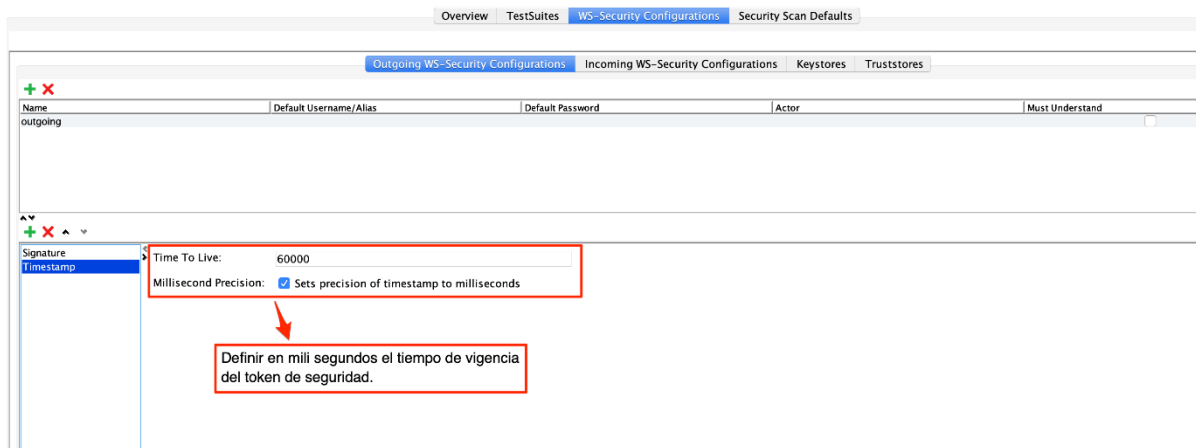 Overview TestSuites WS-Security Configurations Security Scan Defaults
Outgoing WS-Security Configurations Incoming WS-Security Configurations Keystores Truststores
Name Default Username/Alias Default Password Actor Must Understand
outgoing
Signature
Timestamp
Time To Live: 60000
Millisecond Precision: Sets precision of timestamp to milliseconds
Definir en mili segundos el tiempo de vigencia
del token de seguridad.